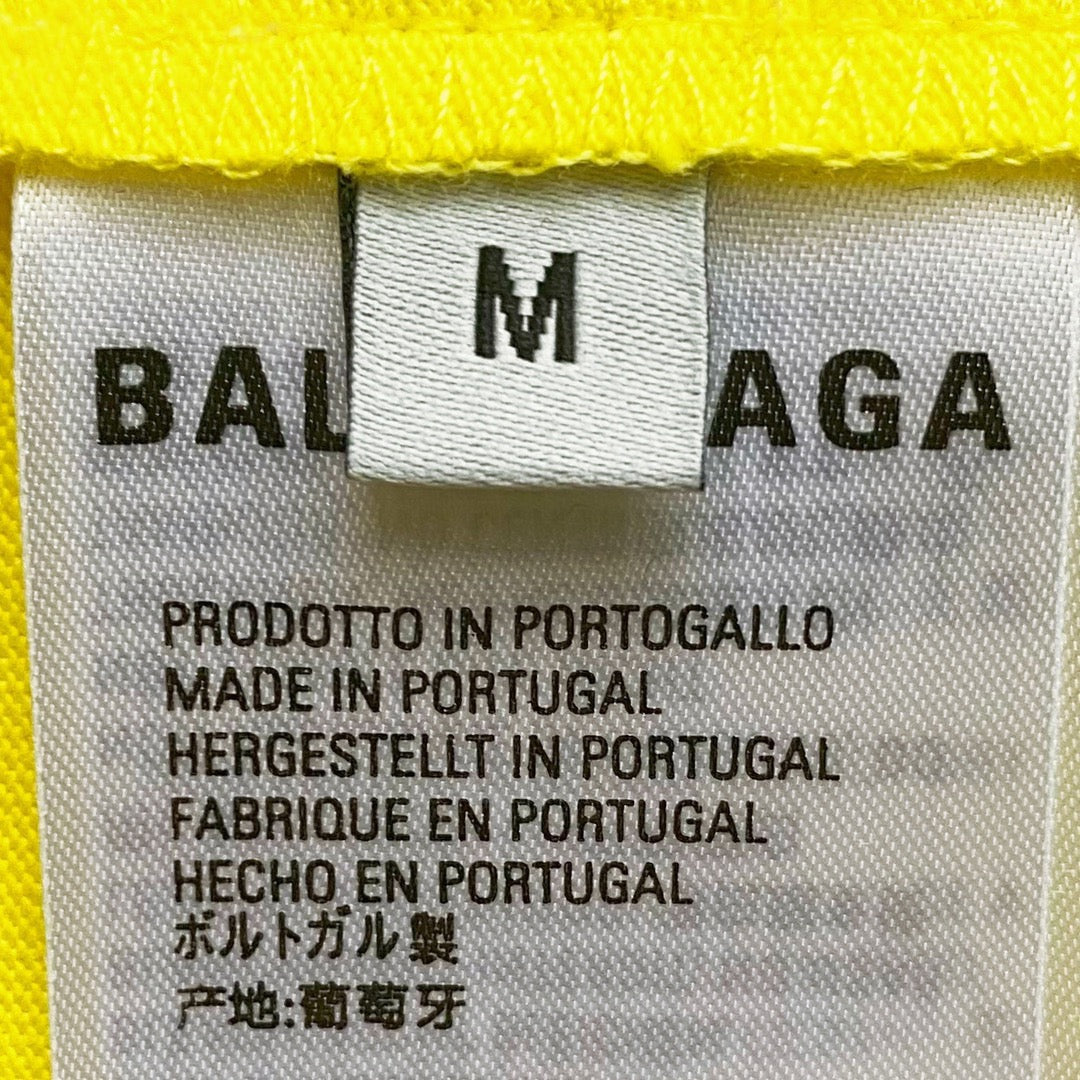 M
BAL AGA
PRODOTTO IN PORTOGALLO
MADE IN PORTUGAL
HERGESTELLT IN PORTUGAL
FABRIQUE EN PORTUGAL
HECHO EN PORTUGAL
ポルトガル製
产地:葡萄牙